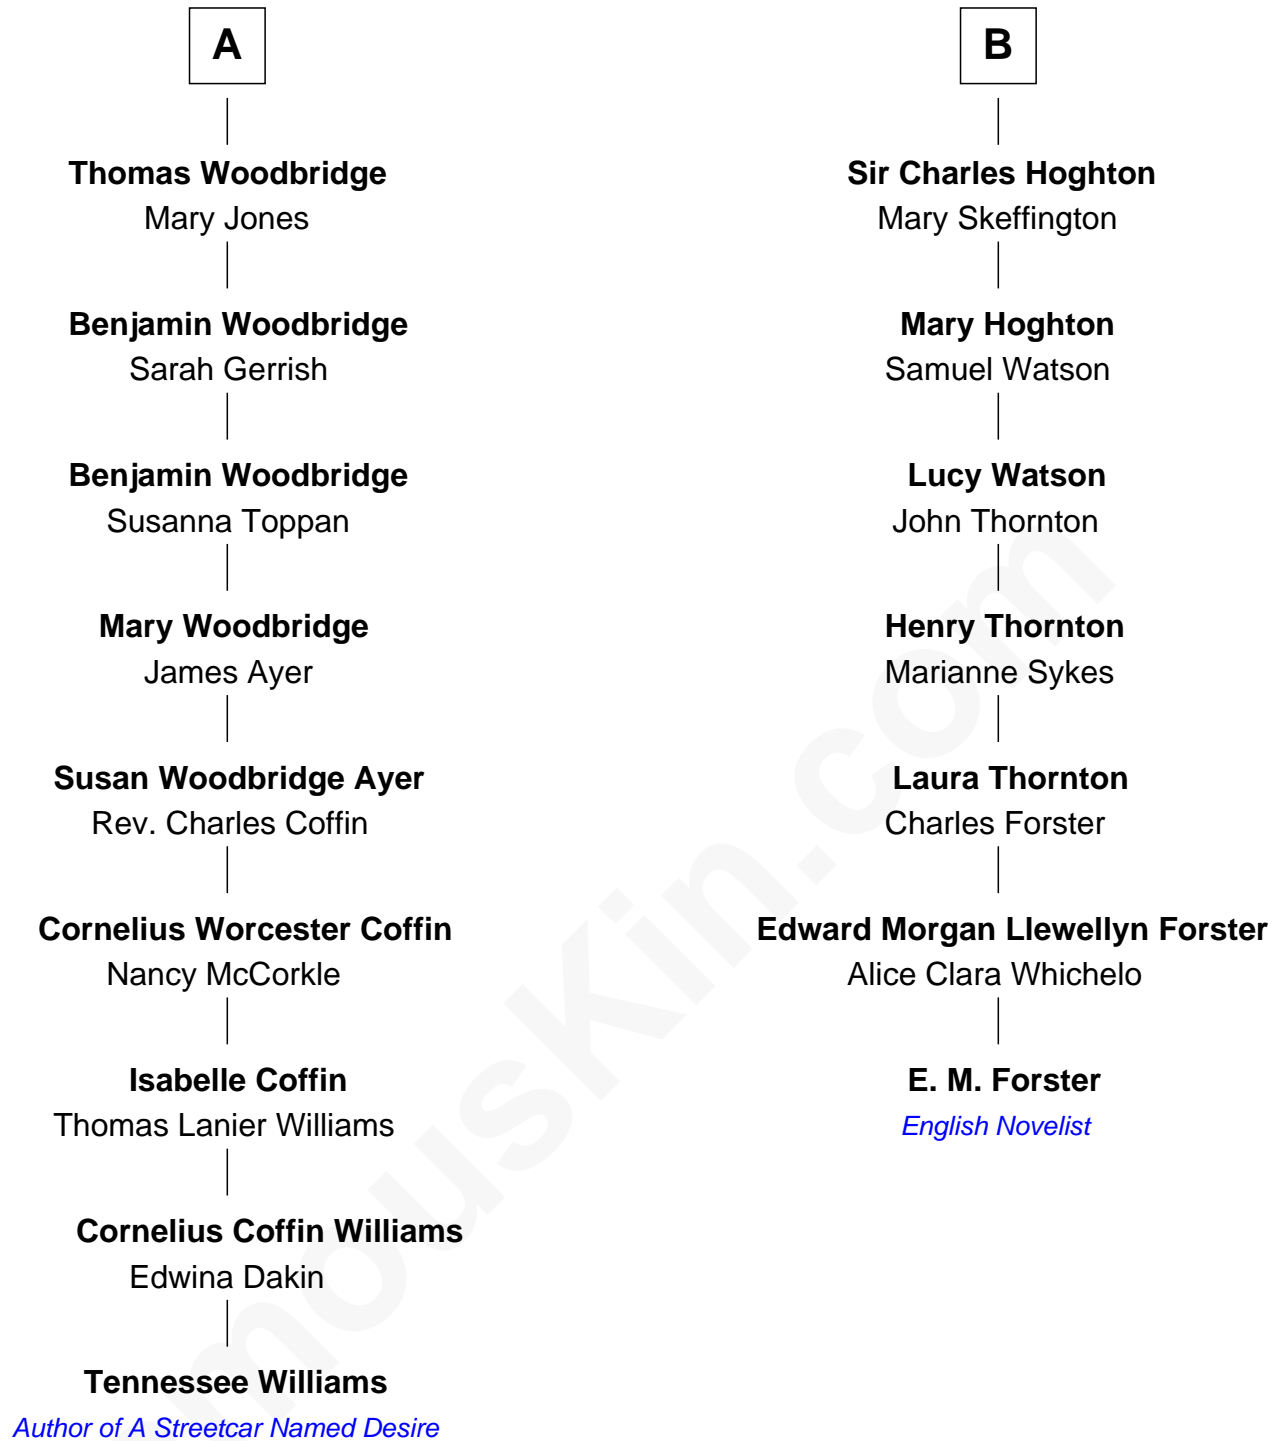 A
Thomas Woodbridge
Mary Jones
Benjamin Woodbridge
Sarah Gerrish
Benjamin Woodbridge
Susanna Toppan
Mary Woodbridge
James Ayer
Susan Woodbridge Ayer
Rev. Charles Coffin
Cornelius Worcester Coffin
Nancy McCorkle
Isabelle Coffin
Thomas Lanier Williams
Cornelius Coffin Williams
Edwina Dakin
Tennessee Williams
Author of A Streetcar Named Desire
B
Sir Charles Hoghton
Mary Skeffington
Mary Hoghton
Samuel Watson
Lucy Watson
John Thornton
Henry Thornton
Marianne Sykes
Laura Thornton
Charles Forster
Edward Morgan Llewellyn Forster
Alice Clara Whichelo
E. M. Forster
English Novelist
mousKin.com